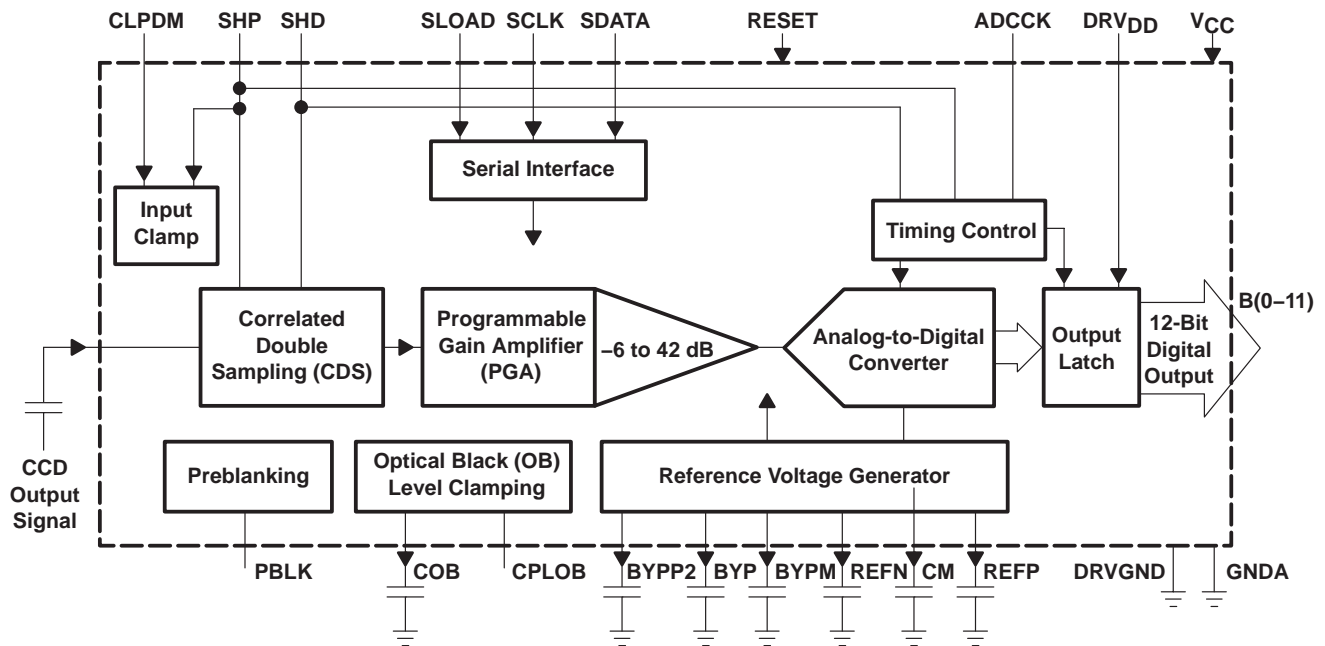 CLPDM SHP SHD SLOAD SCLK SDATA RESET ADCCK DRVDD VCC
Serial Interface
Input
Clamp
Timing Control
Correlated
Double
Sampling (CDS)
Programmable
Gain Amplifier
(PGA)
–6 to 42 dB
Analog-to-Digital
Converter
Output
Latch
12-Bit
Digital
Output
B(0–11)
CCD
Output
Signal
Preblanking
Optical Black (OB)
Level Clamping
Reference Voltage Generator
PBLK COB CPLOB BYPP2 BYP BYPM REFN CM REFP DRVGND GNDA